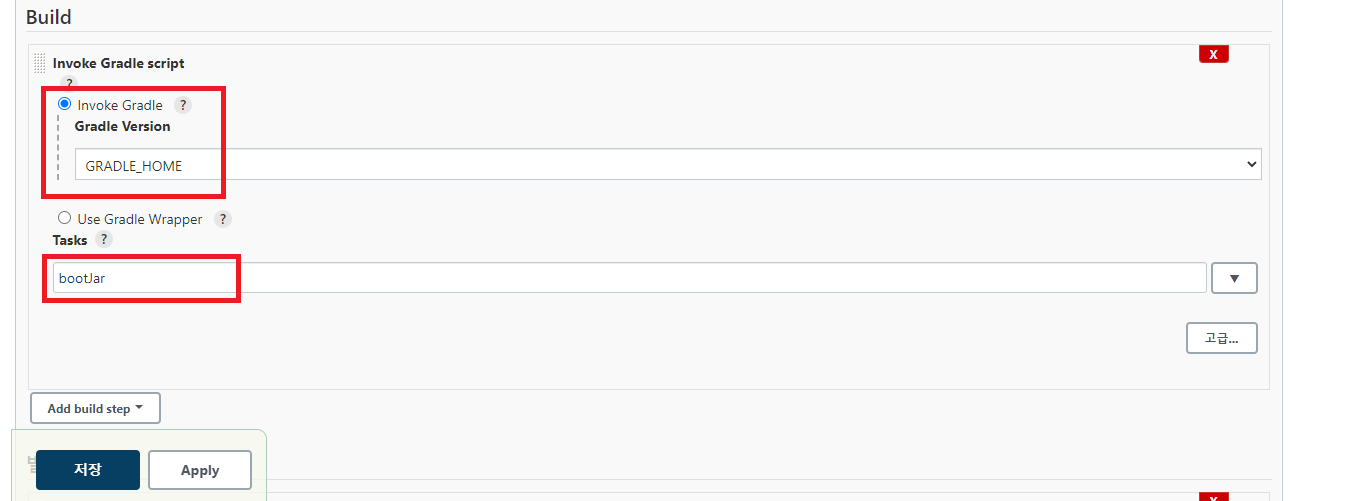 Build
Invoke Gradle script
X
?
Invoke Gradle ?
Gradle Version
GRADLE_HOME
Use Gradle Wrapper ?
Tasks ?
bootJar
고급...
Add build step
저장
Apply
X